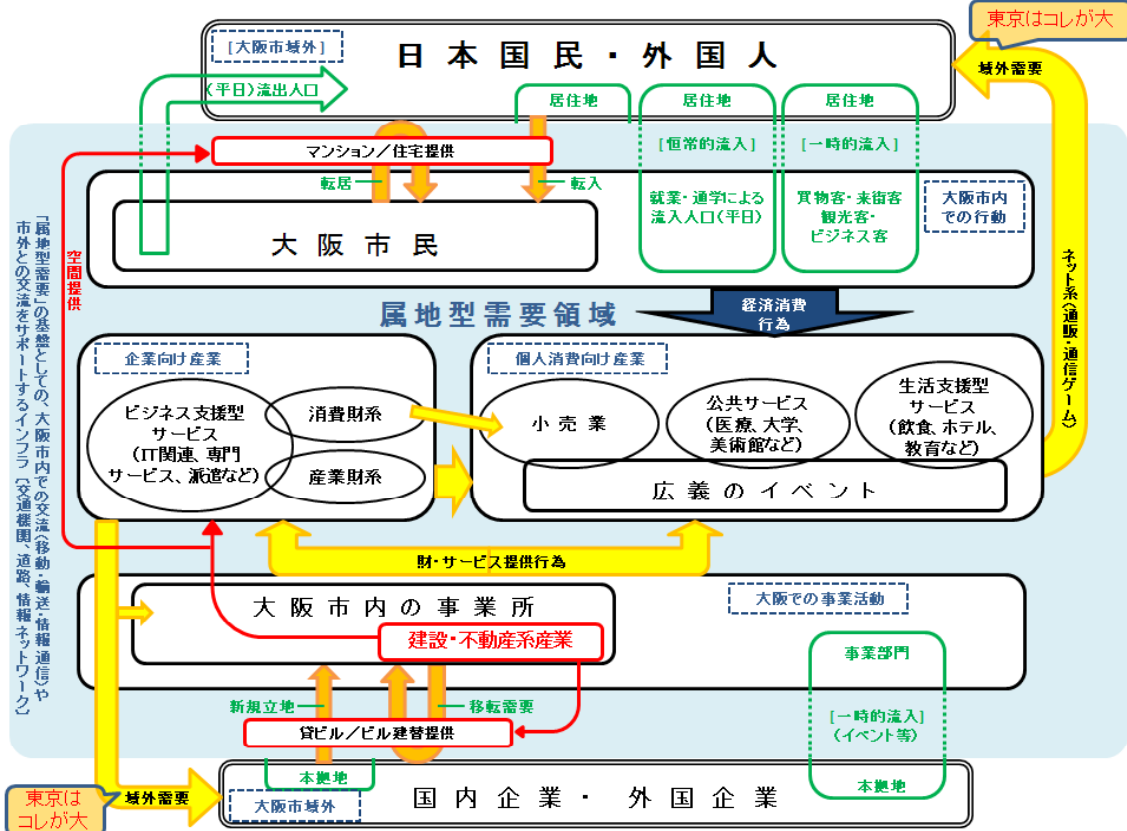 東京はコレが大
[大阪市域外]
日本国民・外国人
域外需要
(平日)流出人口
居住地
居住地
居住地
[恒常的流入]
[一時的流入]
マンション／住宅提供
転居
転入
就業・通学による
流入人口(平日)
買物客・来街客
観光客・
ビジネス客
大阪市内
での行動
大阪市民
空間提供
「属地型需要」の基盤としての、大阪市内での交流(移動・輸送・情報通信)や
市外との交流をサポートするインフラ〔交通機関、道路、情報ネットワーク〕
ネット系(通販・通信ゲーム)
属地型需要領域
経済消費
行為
企業向け産業
個人消費向け産業
ビジネス支援型
サービス
(IT関連、専門
サービス、派遣など)
消費財系
産業財系
小売業
公共サービス
(医療、大学、
美術館など)
生活支援型
サービス
(飲食、ホテル、
教育など)
広義のイベント
財・サービス提供行為
大阪市内の事業所
大阪での事業活動
建設・不動産系産業
事業部門
新規立地
移転需要
[一時的流入]
(イベント等)
貸ビル／ビル建替提供
本拠地
本拠地
東京は
コレが大
域外需要
大阪市域外
国内企業・ 外国企業